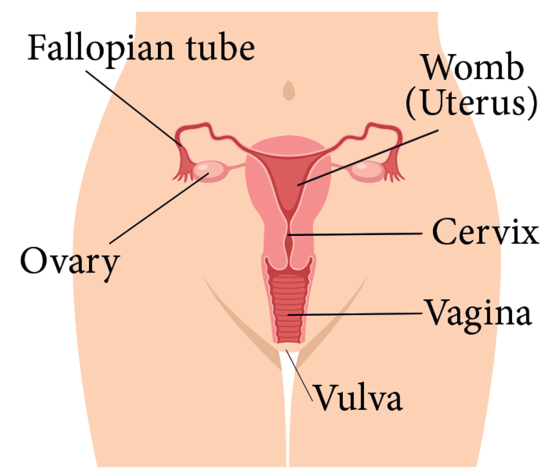 Fallopian tube
Womb
(Uterus)
Cervix
Ovary
Vagina
Vulva